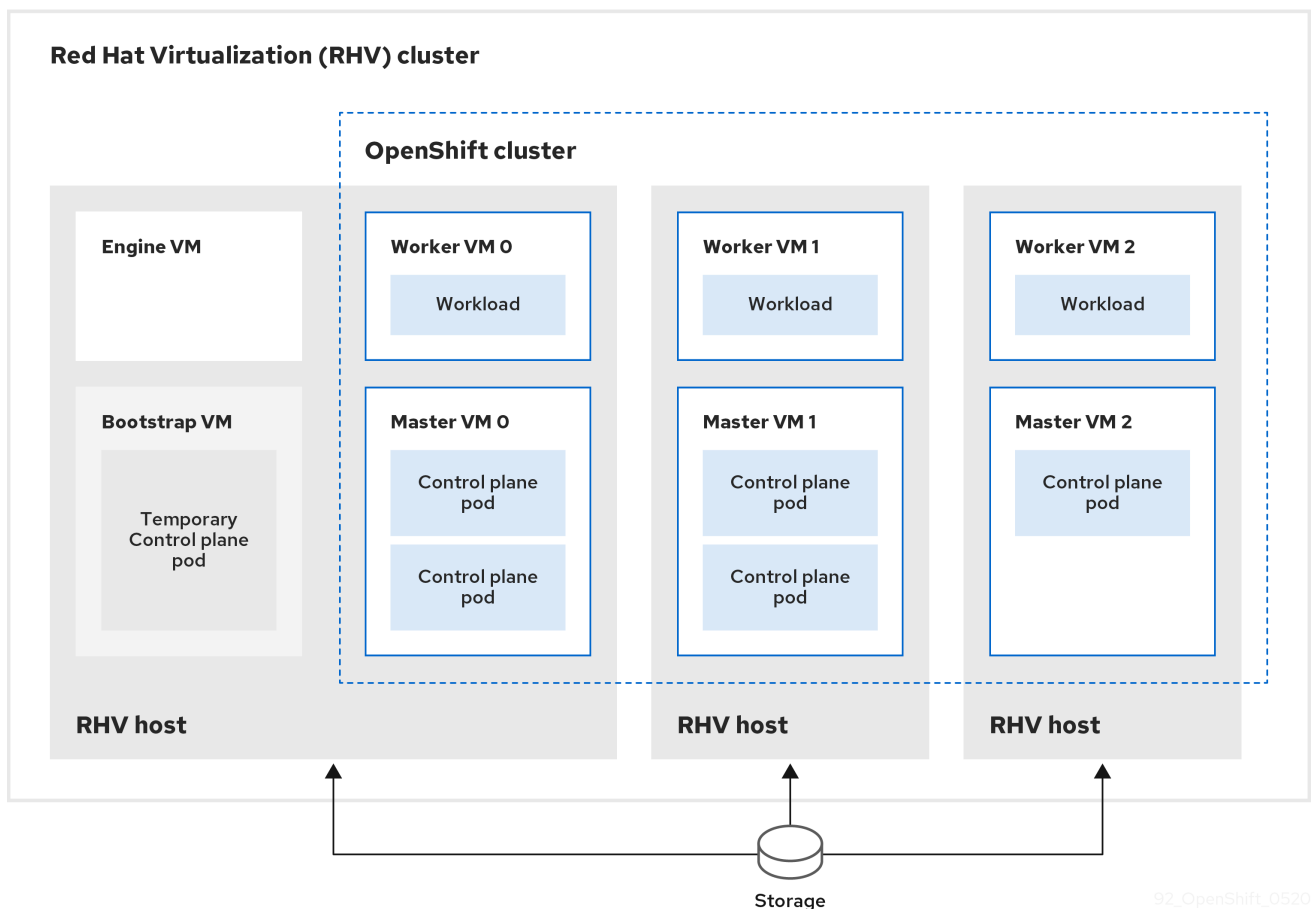 Red Hat Virtualization (RHV) cluster
OpenShift cluster
Engine VM
Worker VM 0
Workload
Worker VM 1
Workload
Worker VM 2
Workload
Bootstrap VM
Temporary
Control plane
pod
Master VM 0
Control plane
pod
Control plane
pod
Master VM 1
Control plane
pod
Control plane
pod
Master VM 2
Control plane
pod
RHV host
RHV host
RHV host
Storage
92_OpenShift_0520